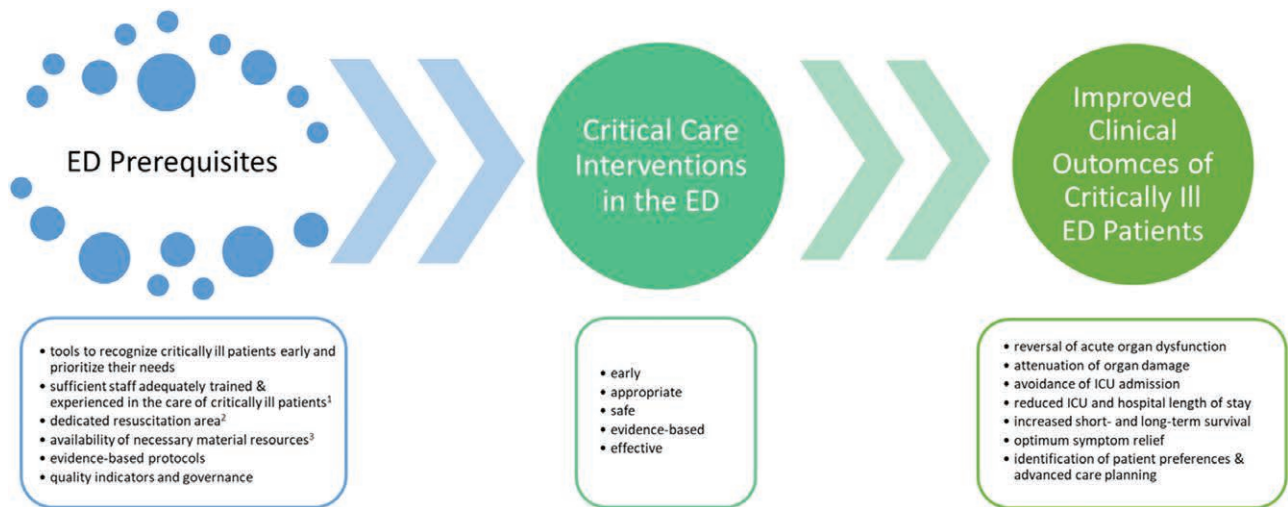 ED Prerequisites
Critical Care
Interventions
in the ED
Improved
Clinical
Outomces of
Critically Ill
ED Patients
• tools to recognize critically ill patients early and
prioritize their needs
• sufficient staff adequately trained &
experienced in the care of critically ill patients¹
• dedicated resuscitation area²
• availability of necessary material resources³
• evidence-based protocols
• quality indicators and governance
• early
• appropriate
• safe
• evidence-based
• effective
• reversal of acute organ dysfunction
• attenuation of organ damage
• avoidance of ICU admission
• reduced ICU and hospital length of stay
• increased short- and long-term survival
• optimum symptom relief
• identification of patient preferences &
advanced care planning